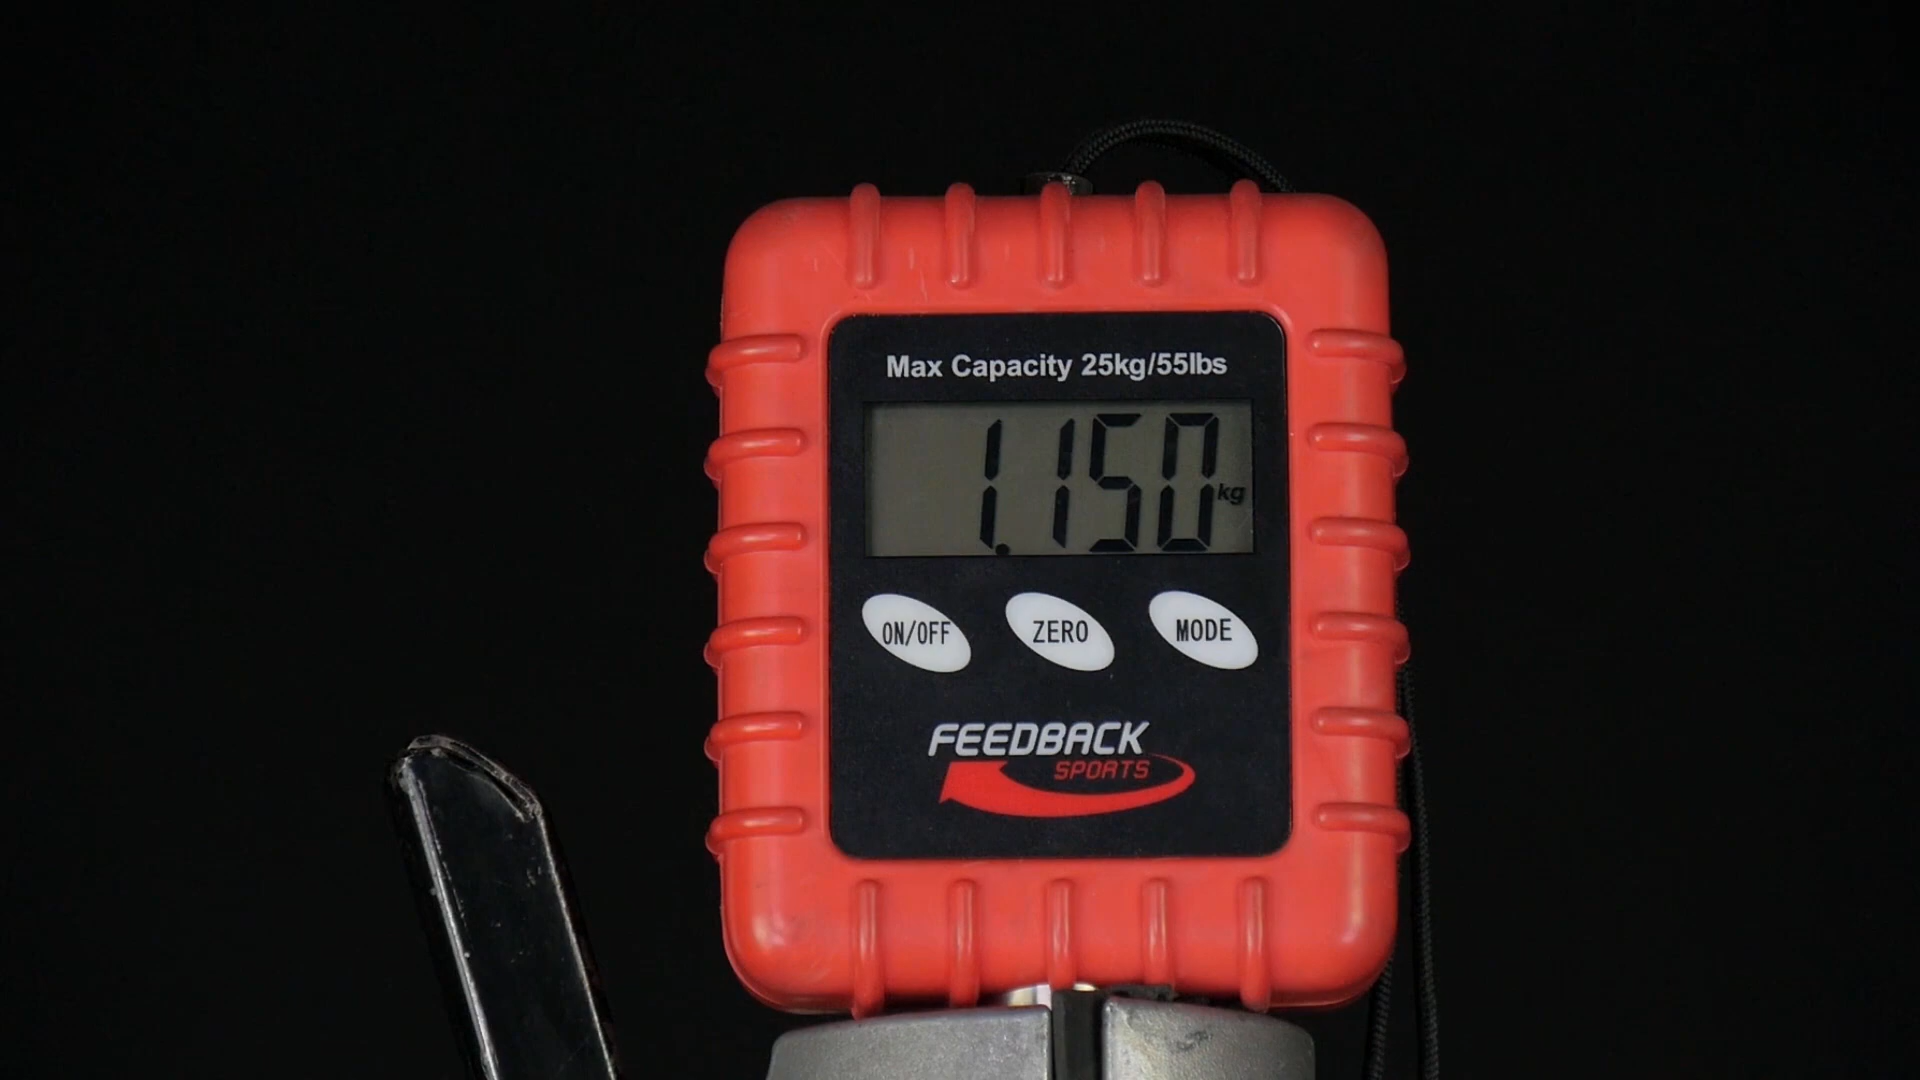 Max Capacity 25kg/55lbs
1.150 kg
ON/OFF ZERO MODE
FEEDBACK
SPORTS